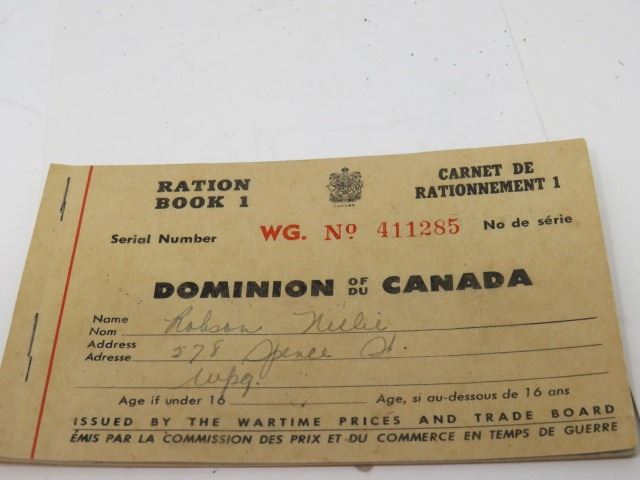 RATION BOOK 1
CARNET DE RATIONNEMENT 1
CANADA
Serial Number WG. Nº 411285 No de série
DOMINION OF DU CANADA
Name Nom Robson Nellie
Address Adresse 578 Spence St.
Wpg.
Age if under 16 Age, si au-dessous de 16 ans
ISSUED BY THE WARTIME PRICES AND TRADE BOARD
ÉMIS PAR LA COMMISSION DES PRIX ET DU COMMERCE EN TEMPS DE GUERRE